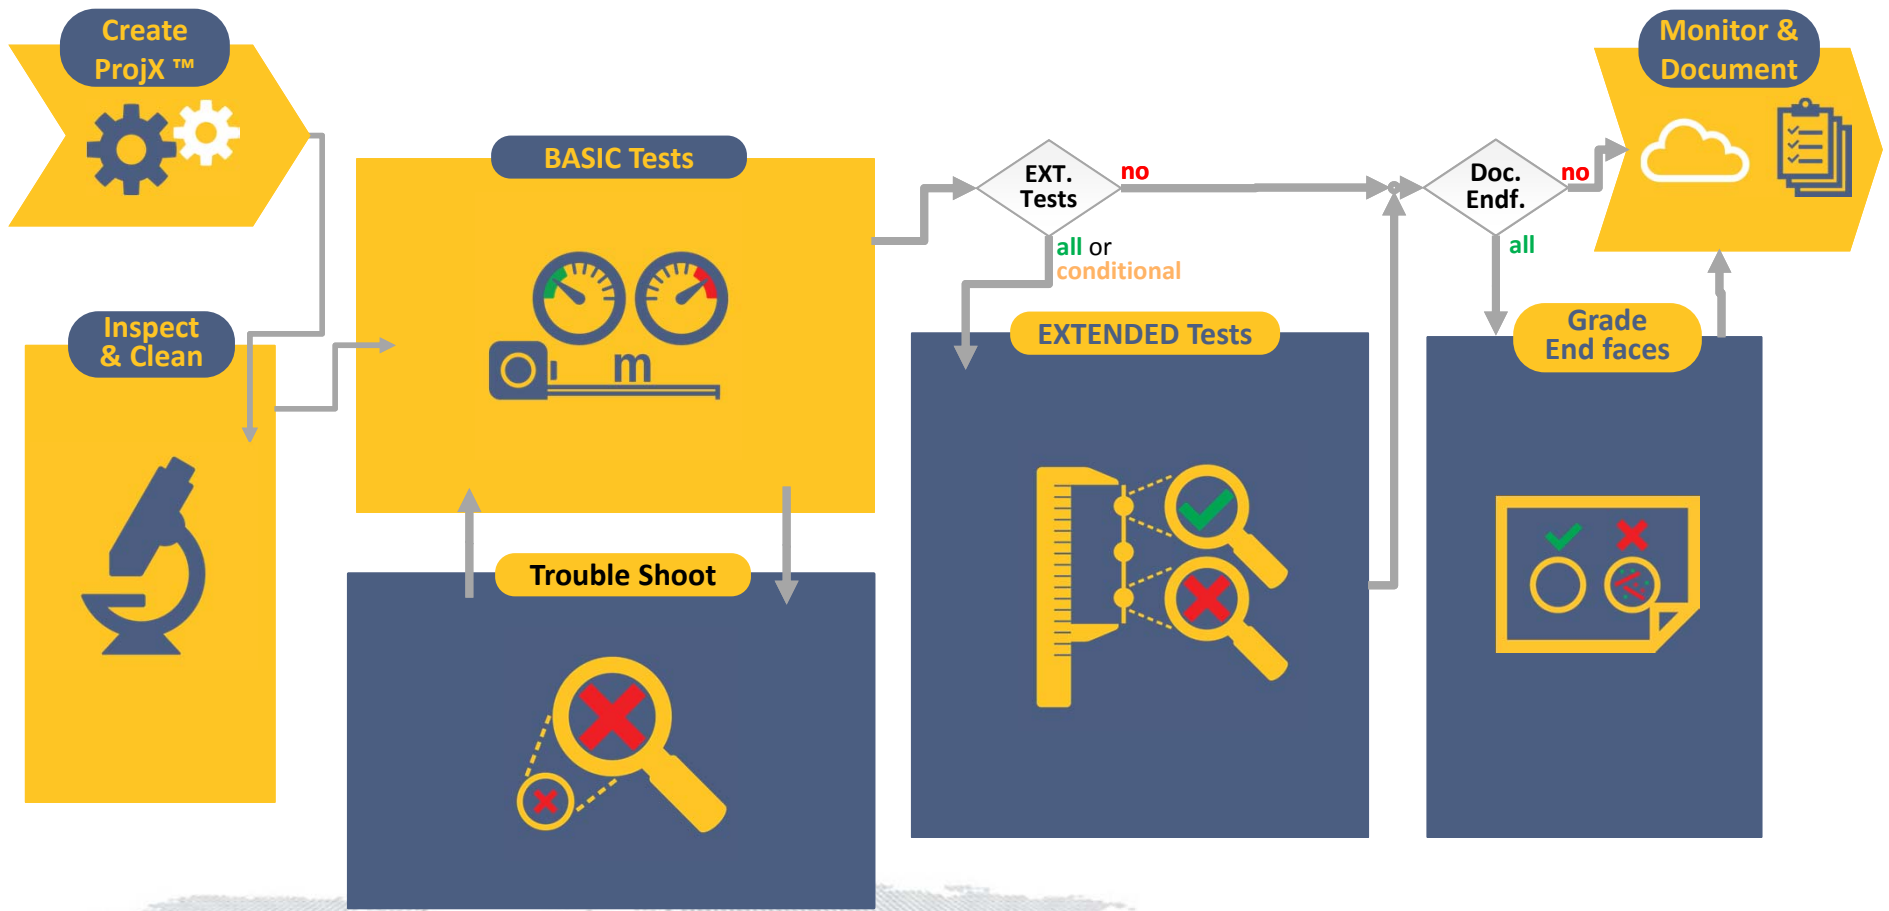 Create
ProjX ™
Monitor &
Document
BASIC Tests
EXT.
Tests
no
all or
conditional
Doc.
Endf.
no
all
Inspect
& Clean
m
EXTENDED Tests
Grade
End faces
Trouble Shoot